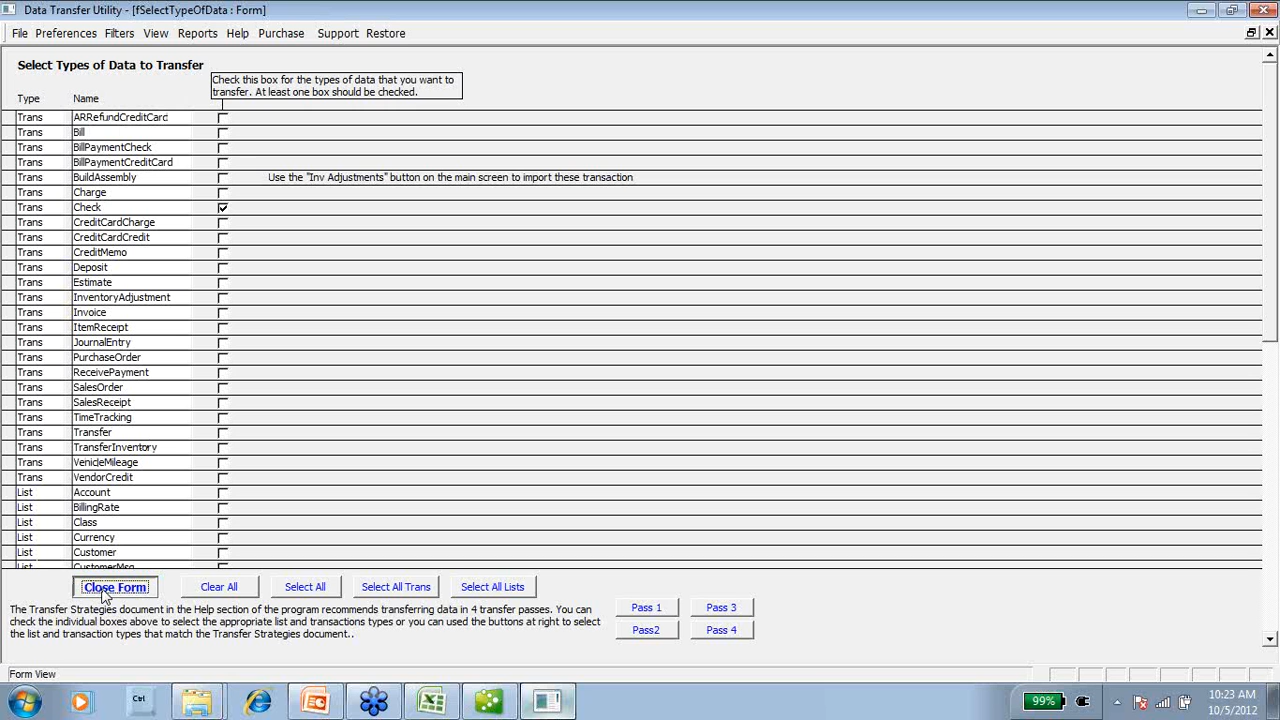 Data Transfer Utility - [fSelectTypeOfData : Form]
File Preferences Filters View Reports Help Purchase Support Restore
Select Types of Data to Transfer
Check this box for the types of data that you want to
transfer. At least one box should be checked.
Type Name
Trans ARRefundCreditCard
Trans Bill
Trans BillPaymentCheck
Trans BillPaymentCreditCard
Trans BuildAssembly Use the "Inv Adjustments" button on the main screen to import these transaction
Trans Charge
Trans Check
Trans CreditCardCharge
Trans CreditCardCredit
Trans CreditMemo
Trans Deposit
Trans Estimate
Trans InventoryAdjustment
Trans Invoice
Trans ItemReceipt
Trans JournalEntry
Trans PurchaseOrder
Trans ReceivePayment
Trans SalesOrder
Trans SalesReceipt
Trans TimeTracking
Trans Transfer
Trans TransferInventory
Trans VehicleMileage
Trans VendorCredit
List Account
List BillingRate
List Class
List Currency
List Customer
List CustomerMsg
Close Form Clear All Select All Select All Trans Select All Lists
The Transfer Strategies document in the Help section of the program recommends transferring data in 4 transfer passes. You can
check the individual boxes above to select the appropriate list and transactions types or you can used the buttons at right to select
the list and transaction types that match the Transfer Strategies document..
Pass 1 Pass 3
Pass2 Pass 4
Form View
Ctrl
99%
10:23 AM
10/5/2012